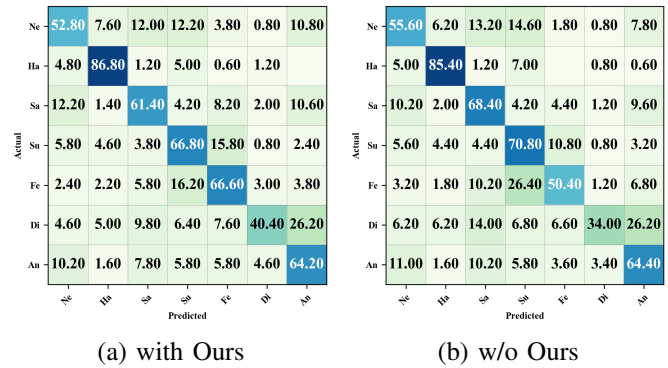 Actual
Ne 52.80 7.60 12.00 12.20 3.80 0.80 10.80
Ha 4.80 86.80 1.20 5.00 0.60 1.20
Sa 12.20 1.40 61.40 4.20 8.20 2.00 10.60
Su 5.80 4.60 3.80 66.80 15.80 0.80 2.40
Fe 2.40 2.20 5.80 16.20 66.60 3.00 3.80
Di 4.60 5.00 9.80 6.40 7.60 40.40 26.20
An 10.20 1.60 7.80 5.80 5.80 4.60 64.20
Ne Ha Sa Su Fe Di An
Predicted
(a) with Ours
Actual
Ne 55.60 6.20 13.20 14.60 1.80 0.80 7.80
Ha 5.00 85.40 1.20 7.00 0.80 0.60
Sa 10.20 2.00 68.40 4.20 4.40 1.20 9.60
Su 5.60 4.40 4.40 70.80 10.80 0.80 3.20
Fe 3.20 1.80 10.20 26.40 50.40 1.20 6.80
Di 6.20 6.20 14.00 6.80 6.60 34.00 26.20
An 11.00 1.60 10.20 5.80 3.60 3.40 64.40
Ne Ha Sa Su Fe Di An
Predicted
(b) w/o Ours